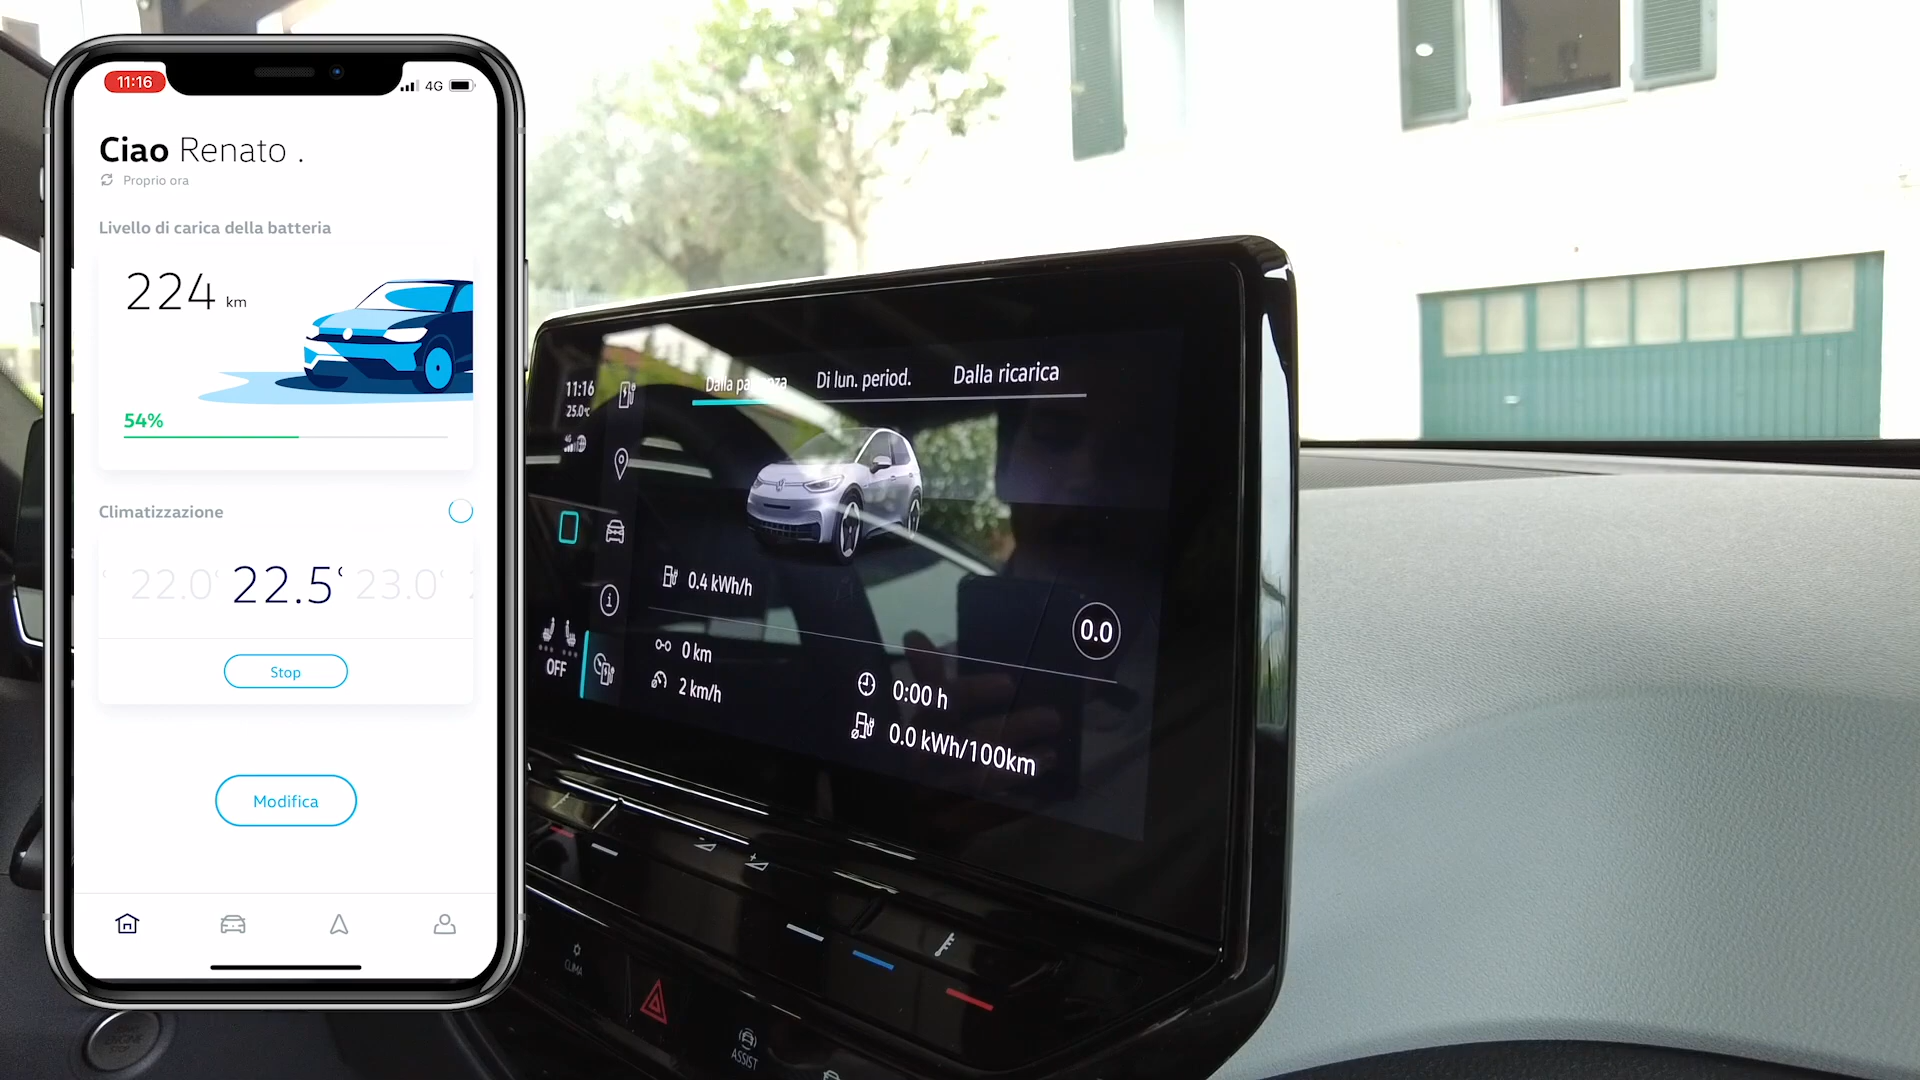 11:16
4G
Ciao Renato .
Proprio ora
Livello di carica della batteria
224 km
54%
Climatizzazione
22.0° 22.5° 23.0°
Stop
Modifica
11:16
25.0°C
4G
OFF
Di lun. period.
Dalla ricarica
0.4 kWh/h
0.0
0 km
2 km/h
0:00 h
0.0 kWh/100km
CLIMA
ASSIST